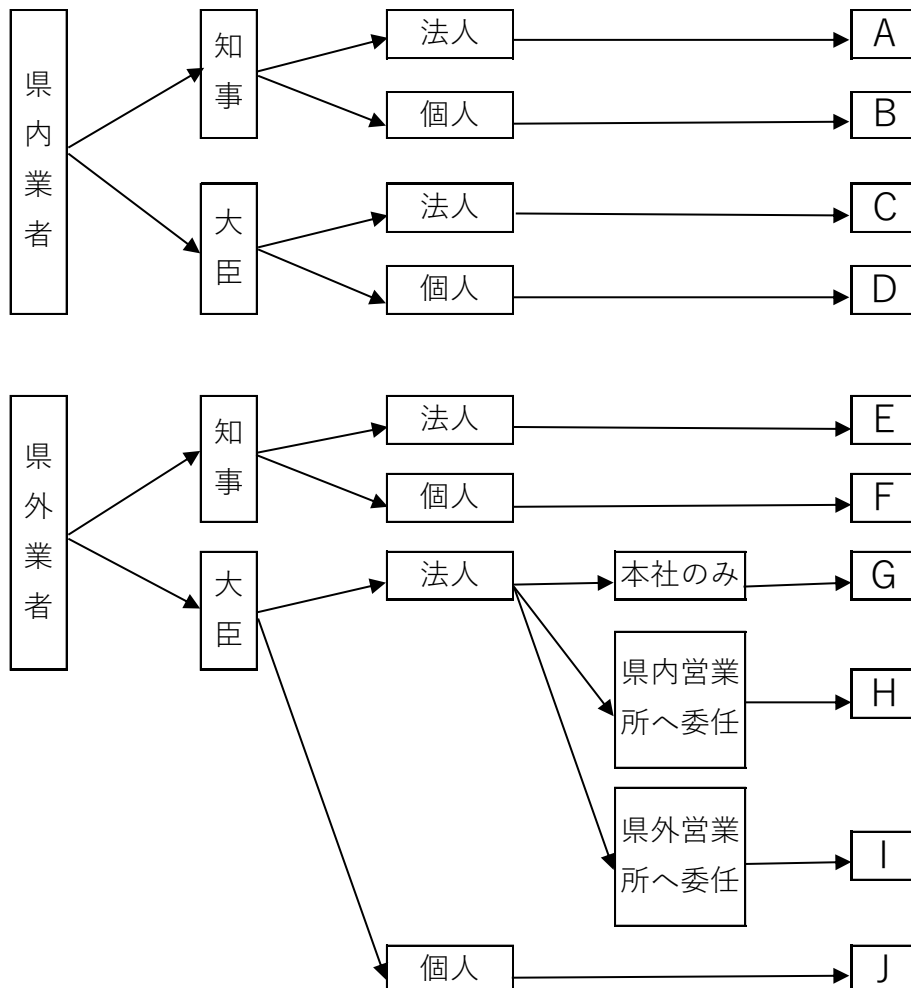 県内業者
知事
法人
A
個人
B
大臣
法人
C
個人
D
県外業者
知事
法人
E
個人
F
大臣
法人
本社のみ
G
県内営業
所へ委任
H
県外営業
所へ委任
I
個人
J